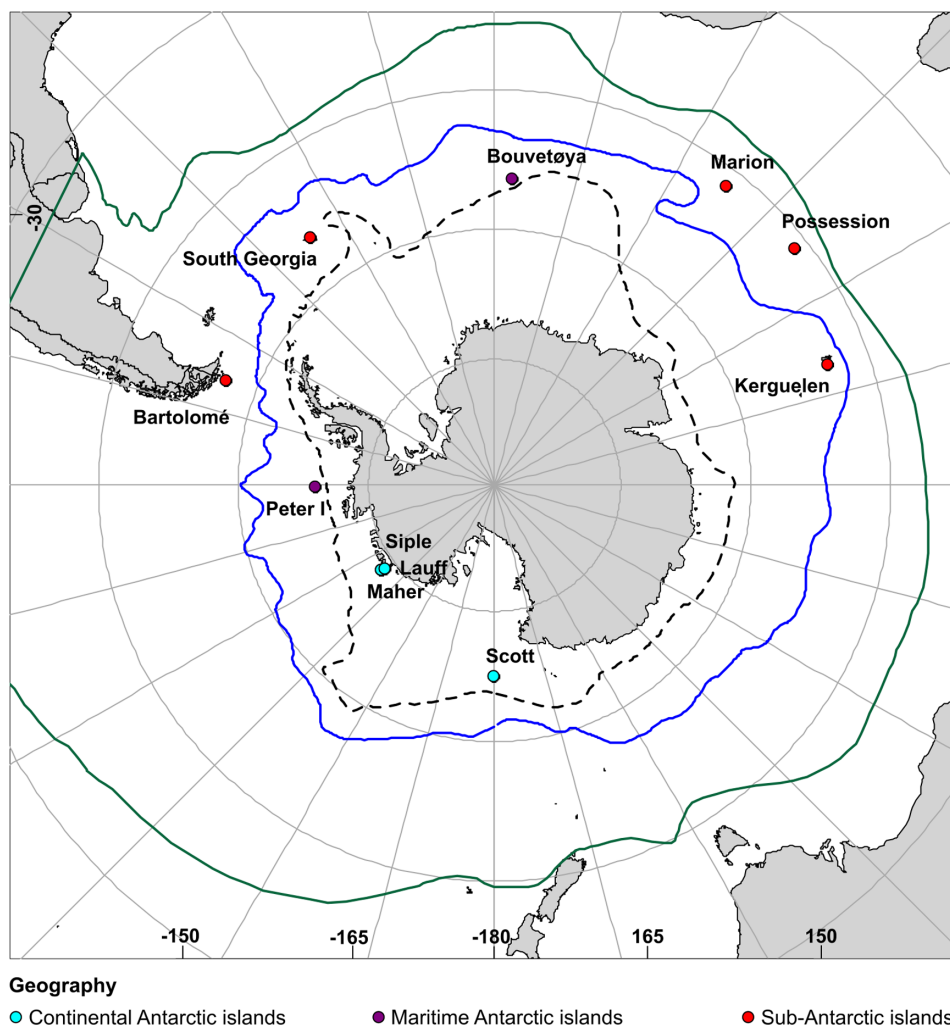 Bouvetøya
Marion
Possession
-30
South Georgia
Kerguelen
Bartolomé
Peter I
Siple
Lauff
Maher
Scott
-150
-165
-180
165
150
Geography
Continental Antarctic islands
Maritime Antarctic islands
Sub-Antarctic islands